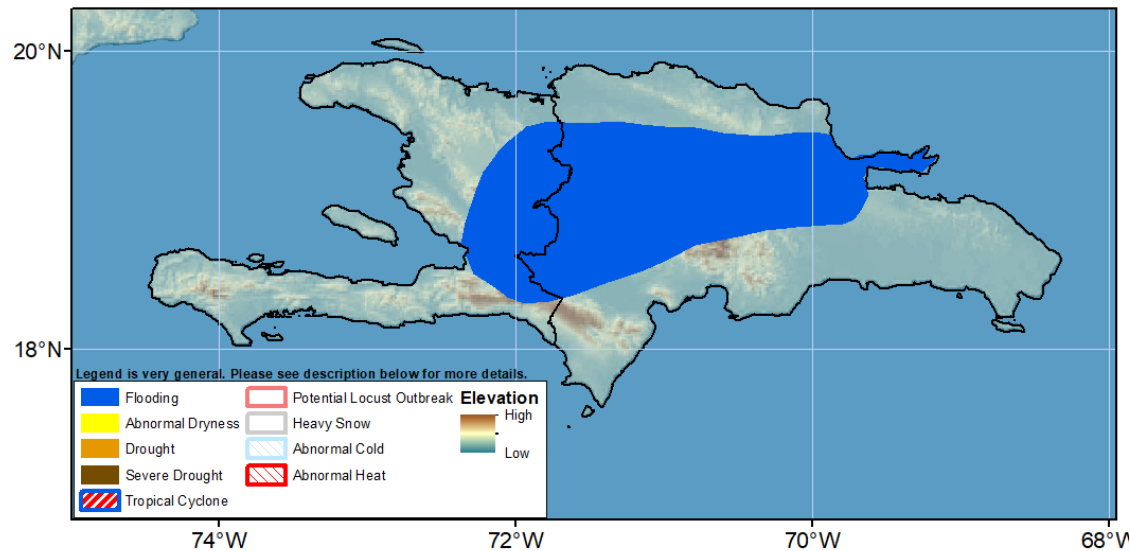 20°N
18°N
Legend is very general. Please see description below for more details.
Flooding
Abnormal Dryness
Drought
Severe Drought
Tropical Cyclone
Potential Locust Outbreak
Heavy Snow
Abnormal Cold
Abnormal Heat
Elevation
High
Low
74°W
72°W
70°W
68°W